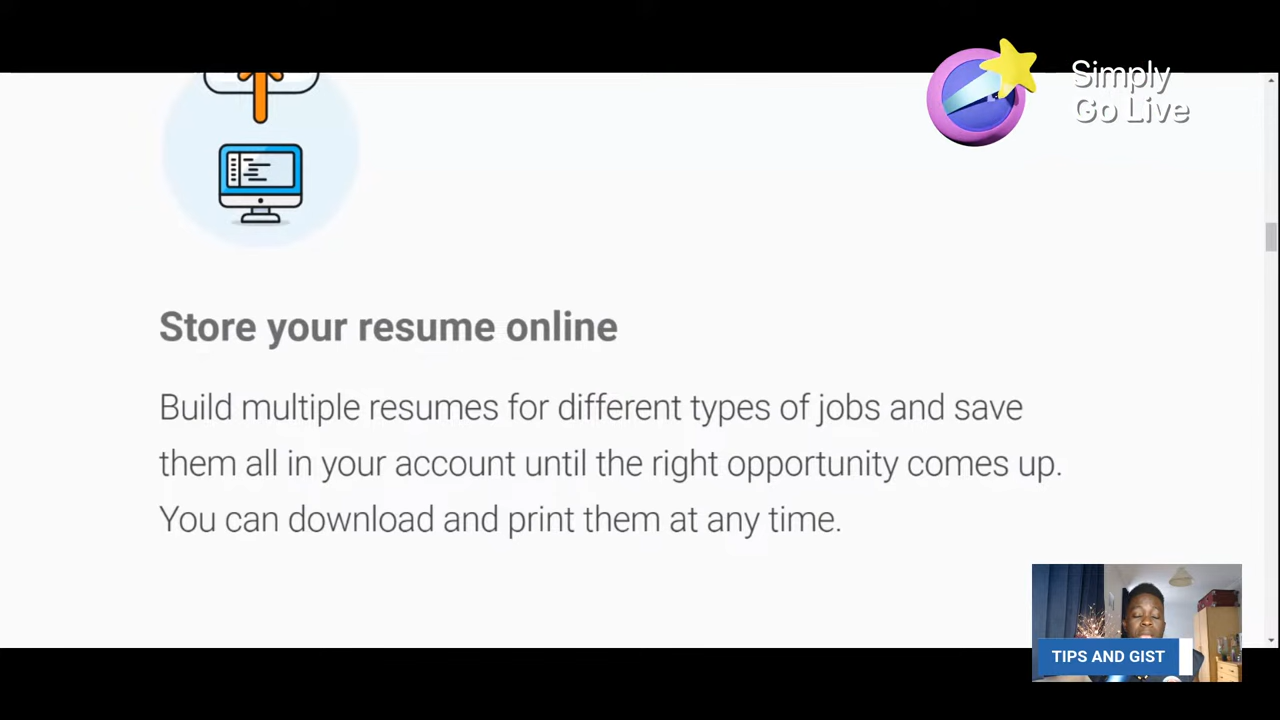 Simply
Go Live
Store your resume online
Build multiple resumes for different types of jobs and save
them all in your account until the right opportunity comes up.
You can download and print them at any time.
TIPS AND GIST